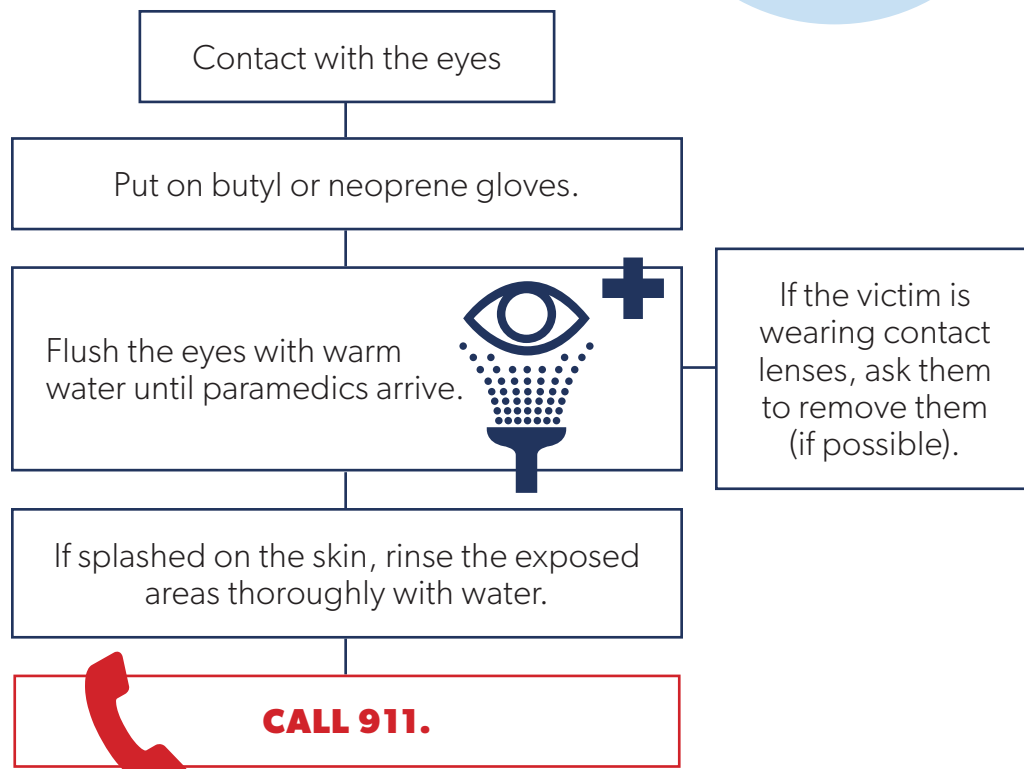 Contact with the eyes
Put on butyl or neoprene gloves.
Flush the eyes with warm
water until paramedics arrive.
If the victim is
wearing contact
lenses, ask them
to remove them
(if possible).
If splashed on the skin, rinse the exposed
areas thoroughly with water.
CALL 911.